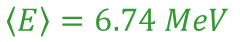 ⟨E⟩ = 6.74 MeV